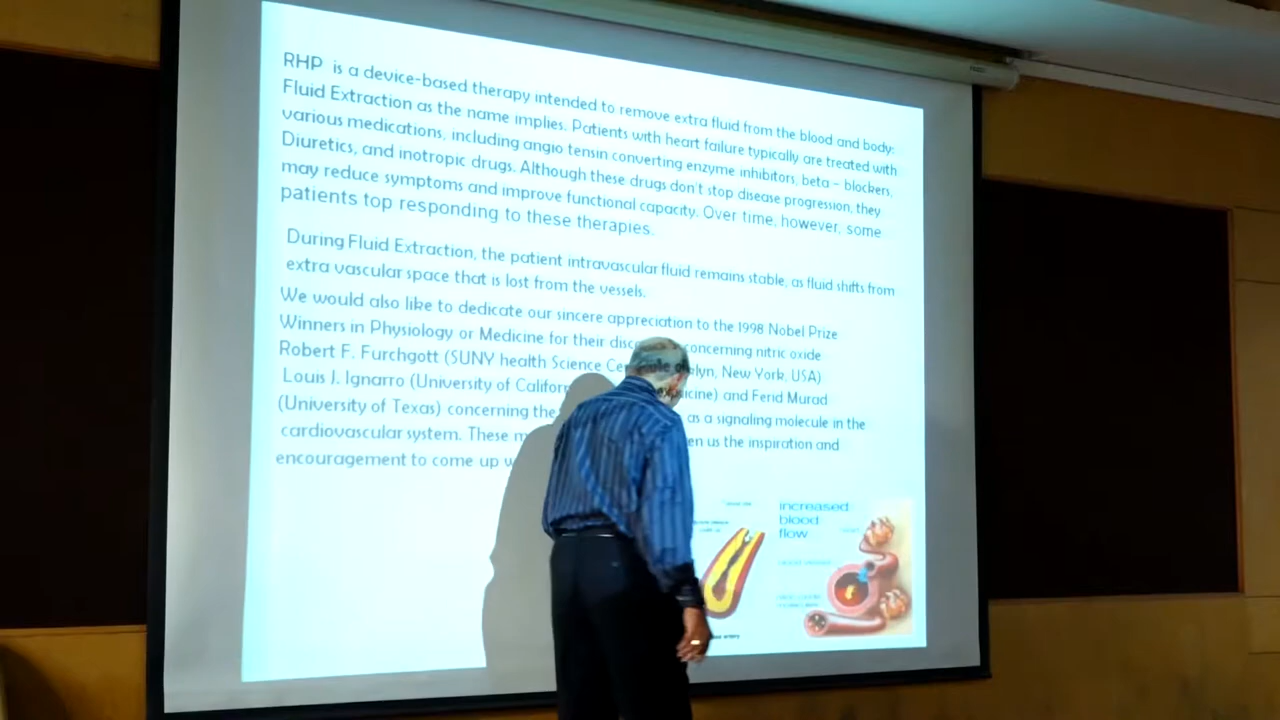 RHP is a device-based therapy intended to remove extra fluid from the blood and body:
Fluid Extraction as the name implies. Patients with heart failure typically are treated with
various medications, including angio tensin converting enzyme inhibitors, beta - blockers,
Diuretics, and inotropic drugs. Although these drugs don't stop disease progression, they
may reduce symptoms and improve functional capacity. Over time, however, some
patients top responding to these therapies.
During Fluid Extraction, the patient intravascular fluid remains stable, as fluid shifts from
extra vascular space that is lost from the vessels.
We would also like to dedicate our sincere appreciation to the 1998 Nobel Prize
Winners in Physiology or Medicine for their concerning nitric oxide
Robert F. Furchgott (SUNY health Science New York, USA)
Louis J. Ignarro (University of and Ferid Murad
(University of Texas) concerning the as a signaling molecule in the
cardiovascular system. These us the inspiration and
encouragement to come up
increased
blood
flow
artery